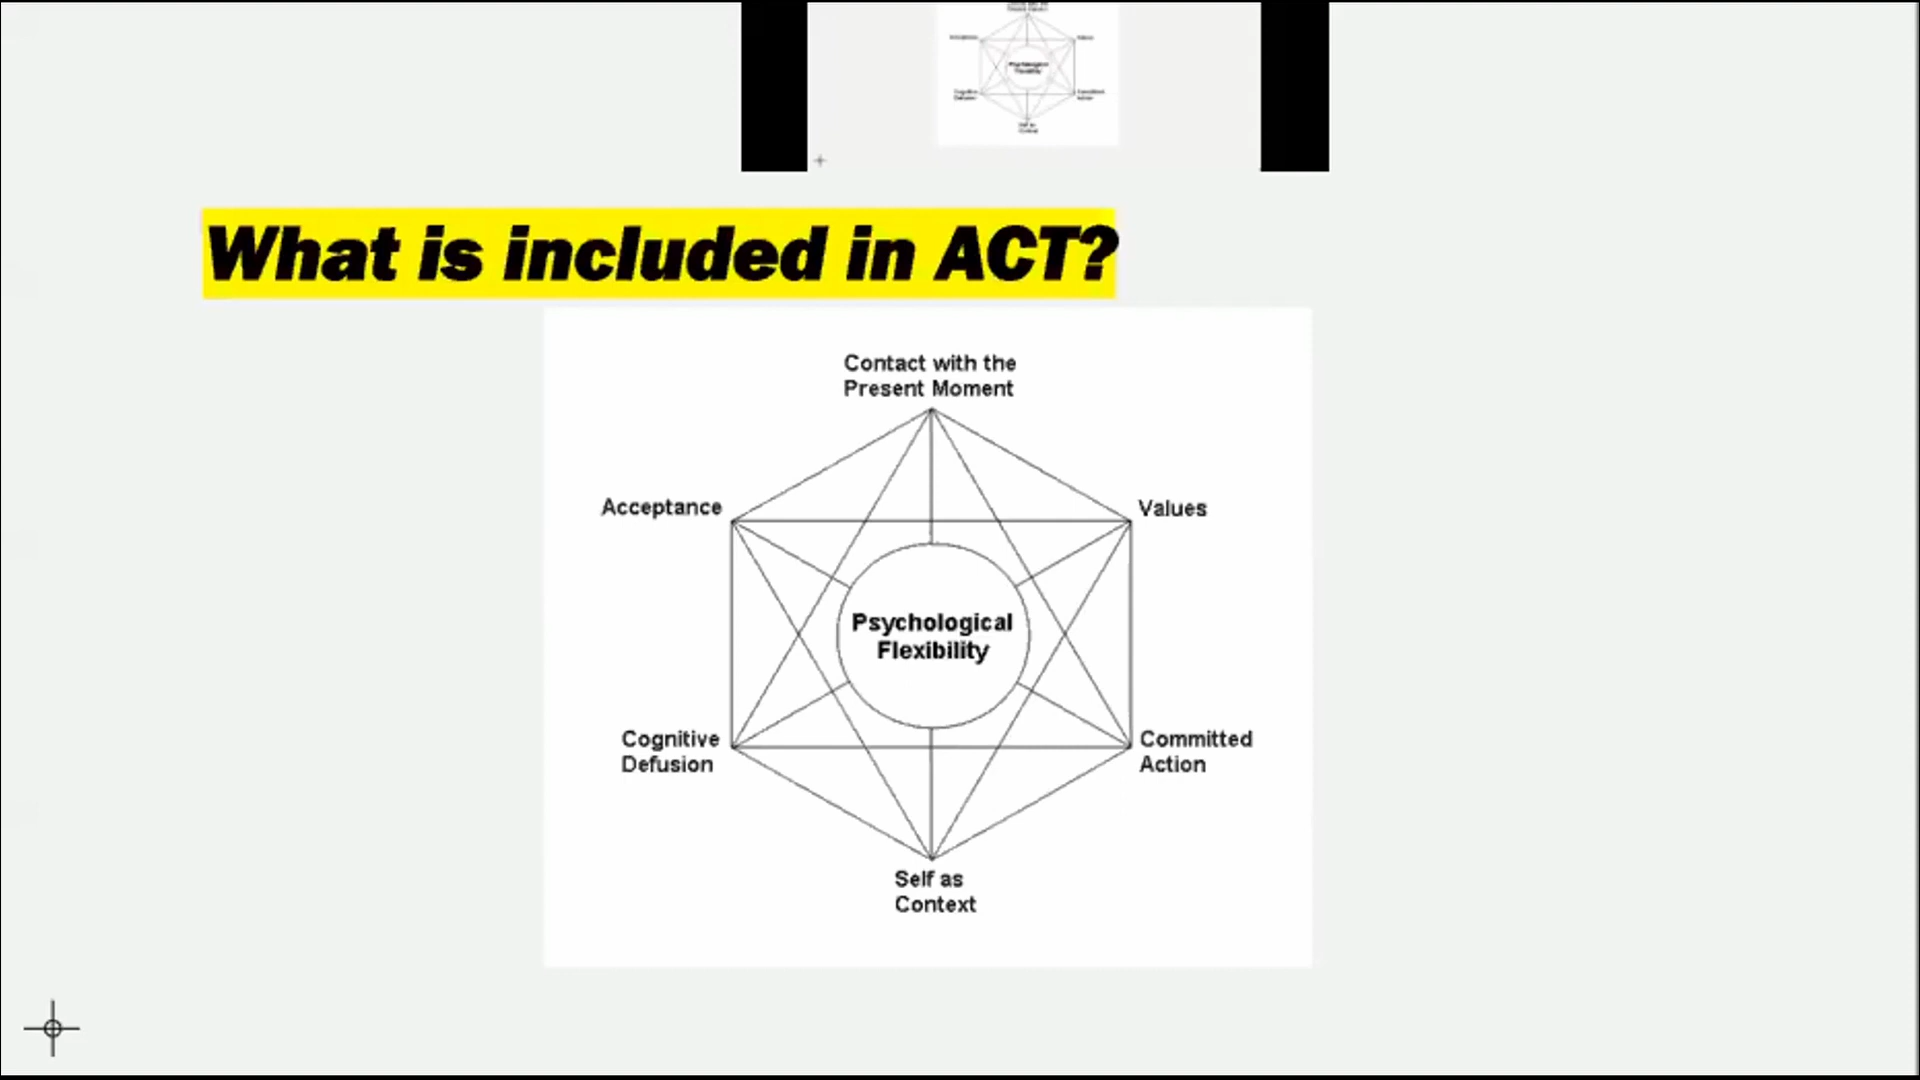 What is included in ACT?
Contact with the
Present Moment
Acceptance
Values
Psychological
Flexibility
Cognitive
Defusion
Committed
Action
Self as
Context